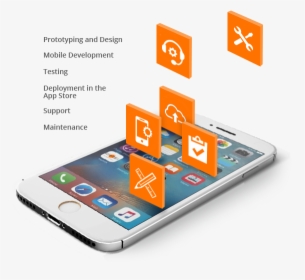 Prototyping and Design
Mobile Development
Testing
Deployment in the
App Store
Support
Maintenance